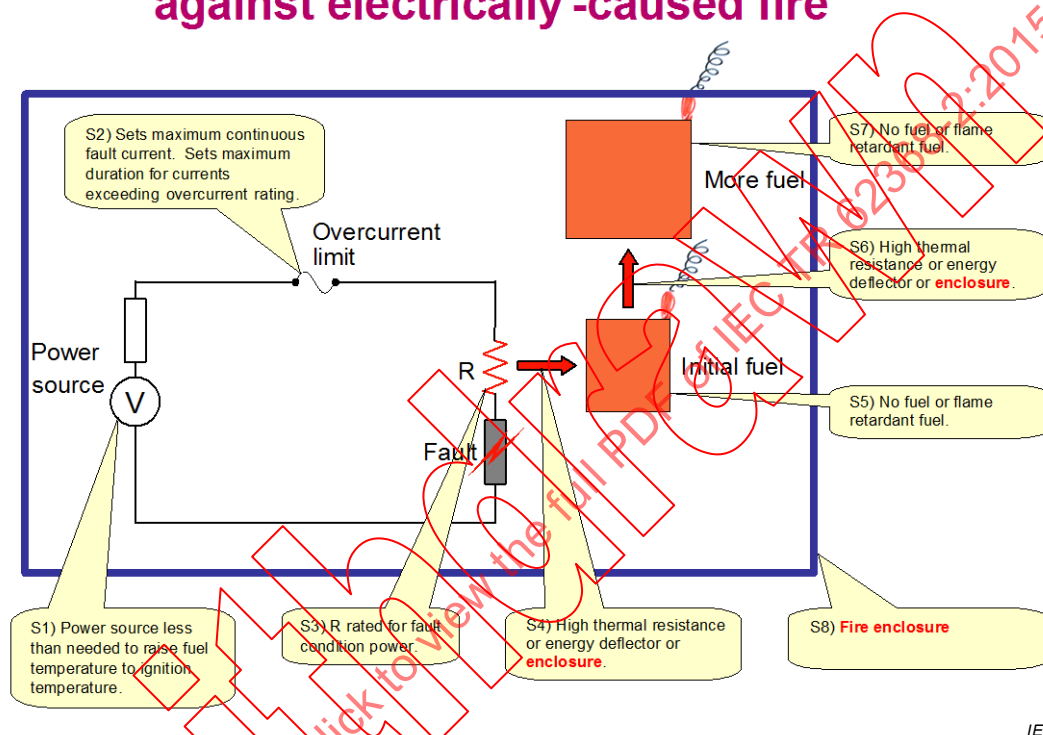 against electrically -caused fire
S2) Sets maximum continuous
fault current. Sets maximum
duration for currents
exceeding overcurrent rating.
S7) No fuel or flame
retardant fuel.
More fuel
Overcurrent
limit
S6) High thermal
resistance or energy
deflector or enclosure.
Power
source
V
R
Initial fuel
S5) No fuel or flame
retardant fuel.
Fault
S1) Power source less
than needed to raise fuel
temperature to ignition
temperature.
S3) R rated for fault
condition power.
S4) High thermal resistance
or energy deflector or
enclosure.
S8) Fire enclosure
IE
lick to view the full PDF of IEC TR 62368-2:2015